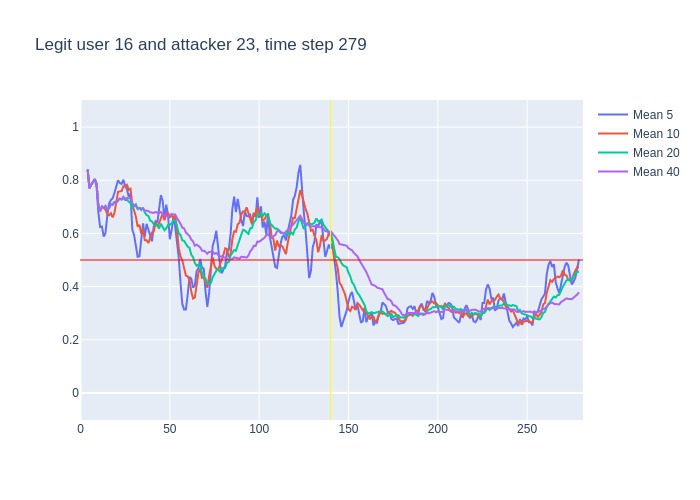 Legit user 16 and attacker 23, time step 279
Mean 5
Mean 10
Mean 20
Mean 40
1
0.8
0.6
0.4
0.2
0
0 50 100 150 200 250